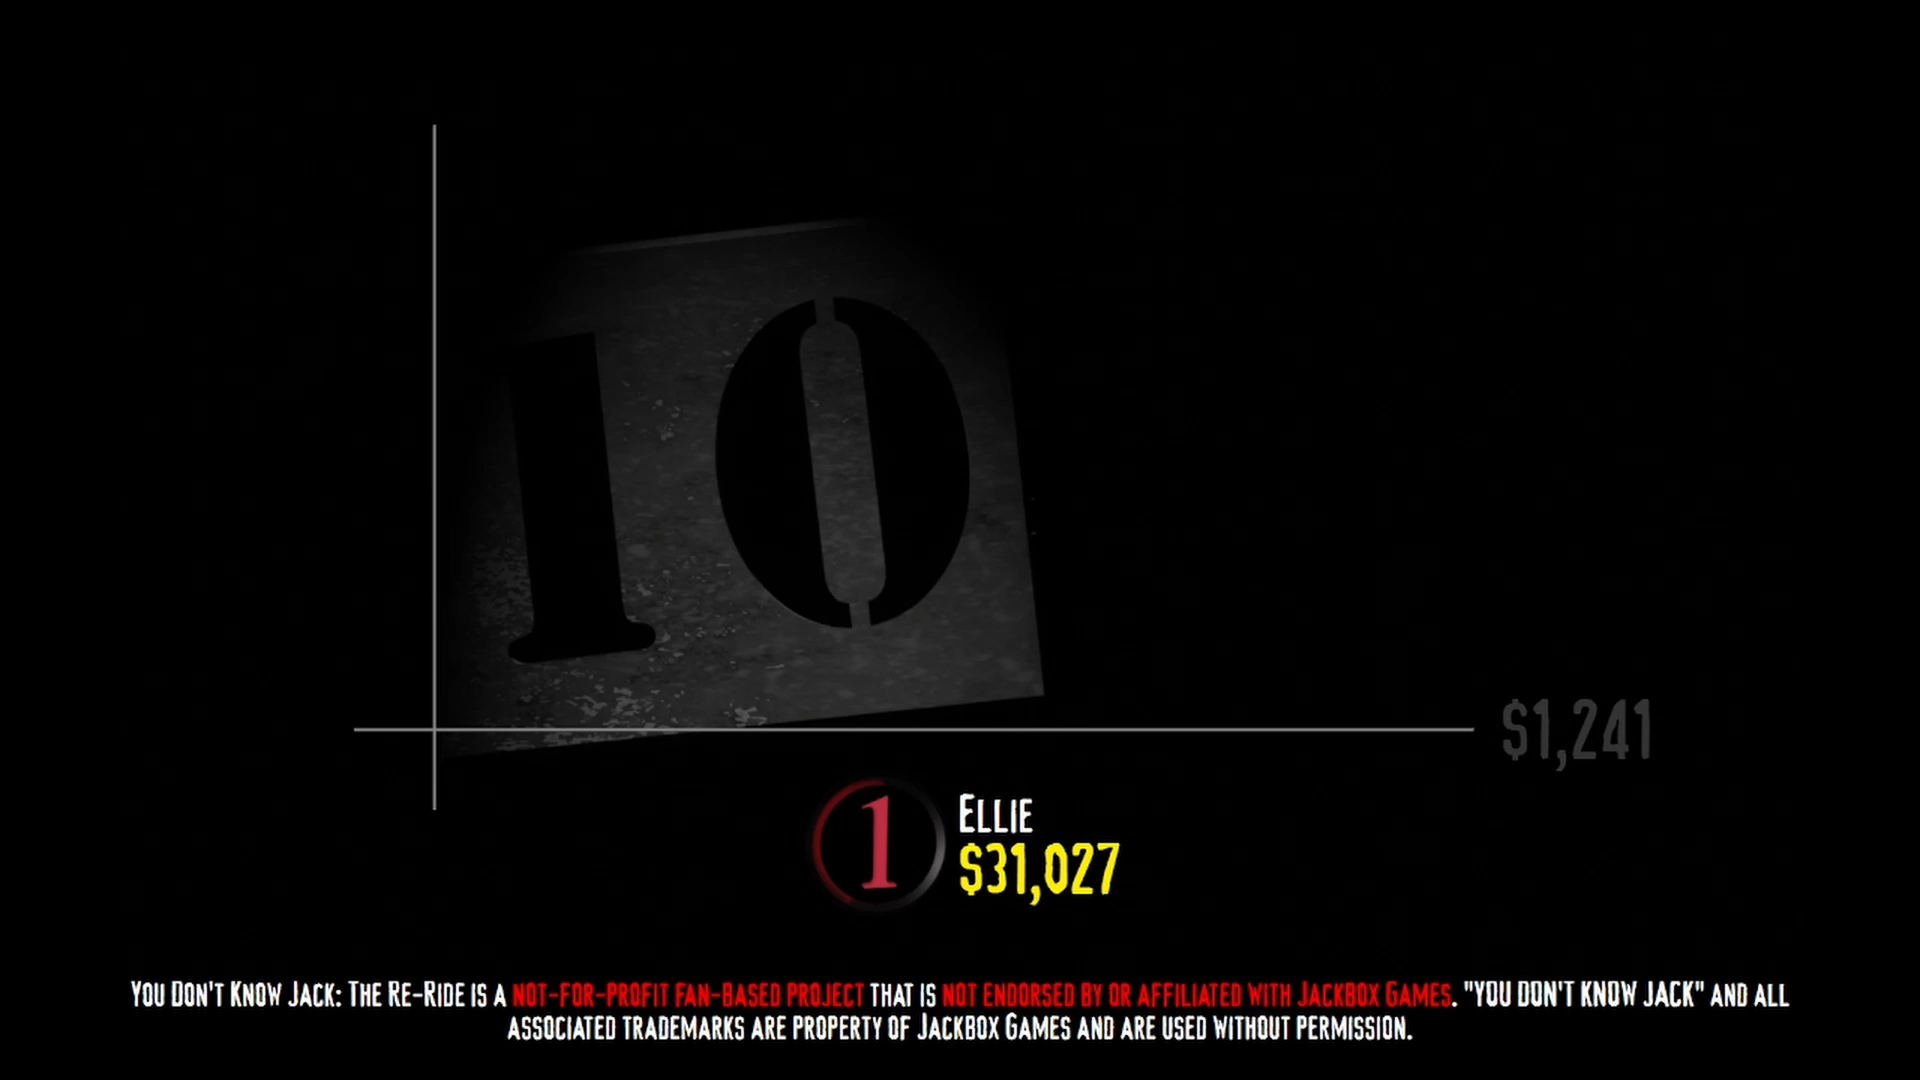 10
$1,241
1
Ellie
$31,027
You Don't Know Jack: The Re-Ride is a not-for-profit fan-based project that is not endorsed by or affiliated with Jackbox Games. "YOU DON'T KNOW JACK" and all
associated trademarks are property of Jackbox Games and are used without permission.